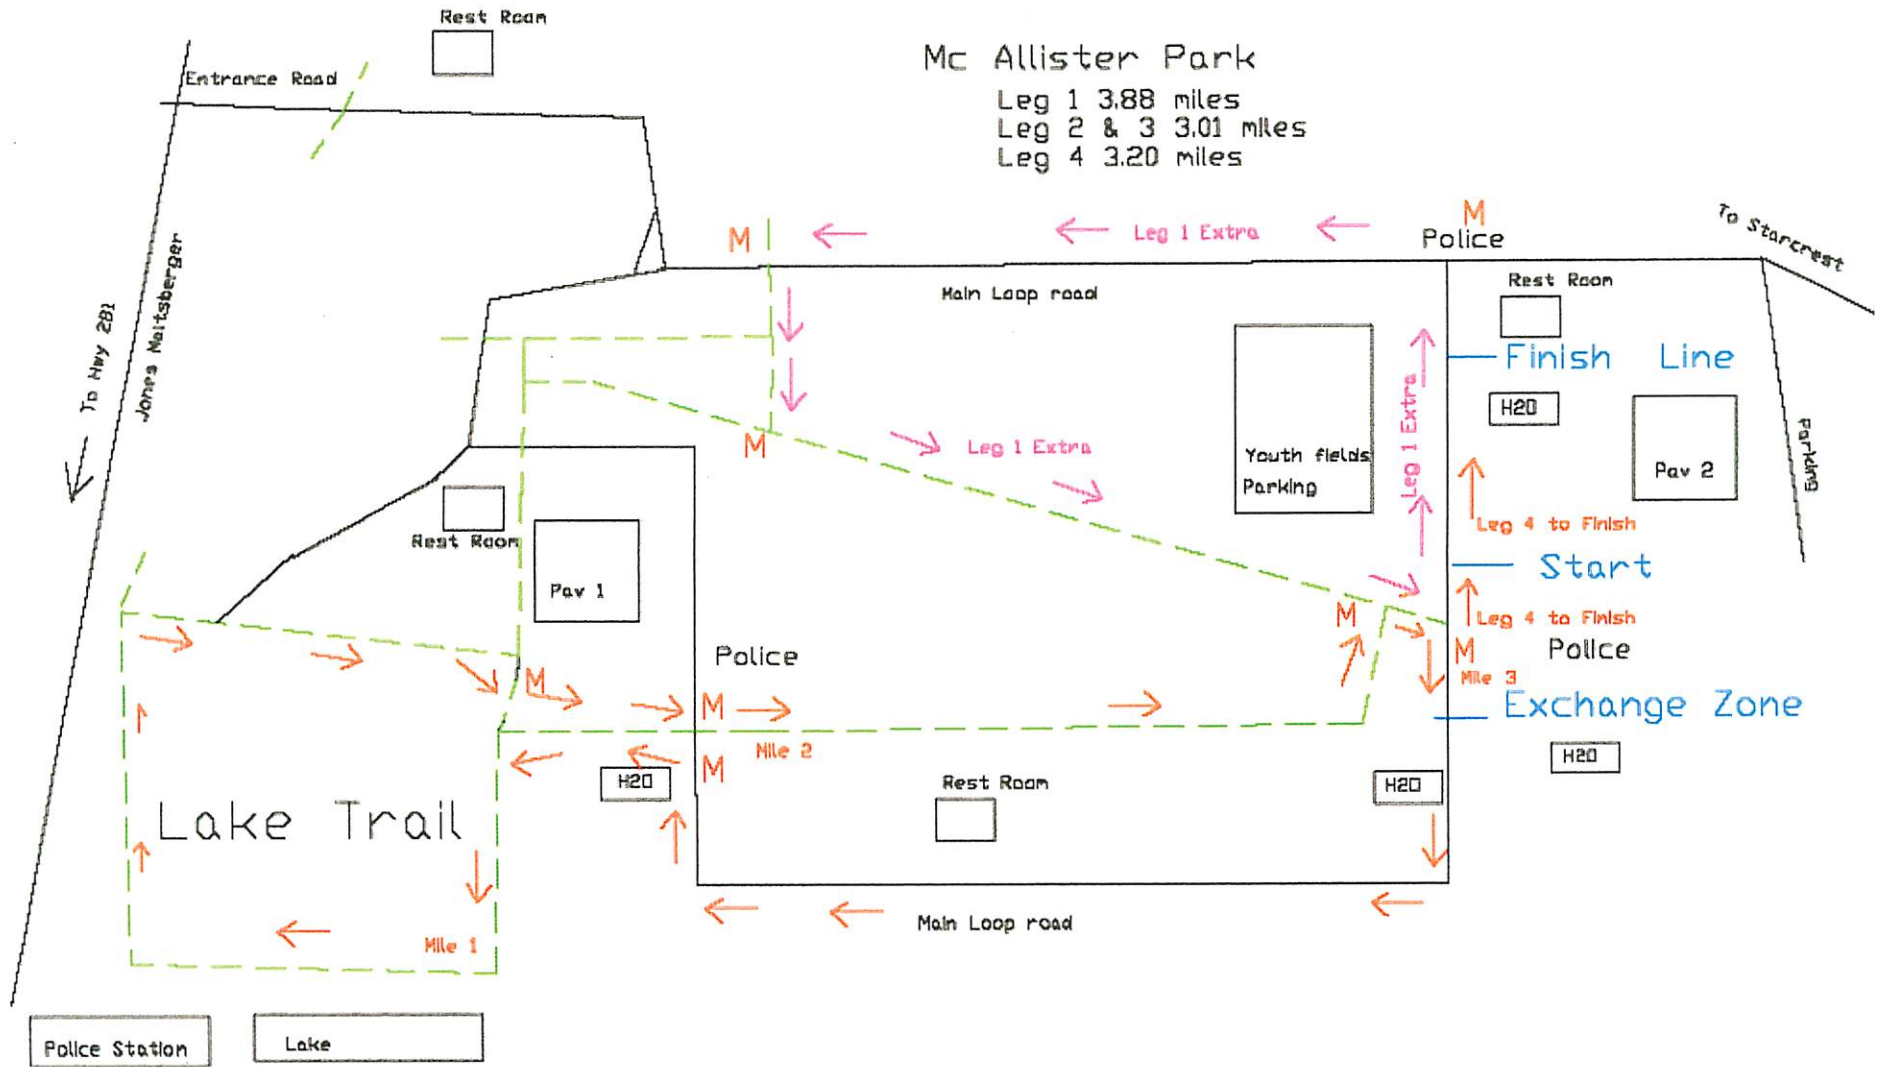 Rest Room
Mc Allister Park
Entrance Road
Leg 1 3.88 miles
Leg 2 & 3 3.01 miles
Leg 4 3.20 miles
M
To Starcrest
M
Leg 1 Extra
Police
Rest Room
Main Loop road
To Hwy 281
Jones Maltsberger
Finish Line
Leg 1 Extra
H2O
M
Leg 1 Extra
Youth fields
Parking
Pav 2
Parking
Leg 4 to Finish
Rest Room
Start
Pav 1
M
Leg 4 to Finish
Police
M
Police
M
Mile 3
M
Exchange Zone
Mile 2
M
H2O
H2O
Rest Room
H2O
Lake Trail
Main Loop road
Mile 1
Police Station
Lake